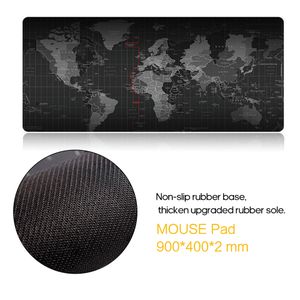 Non-slip rubber base,
thicken upgraded rubber sole.
MOUSE Pad
900*400*2 mm